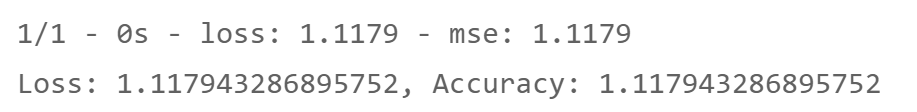 1/1 - 0s - loss: 1.1179 - mse: 1.1179
Loss: 1.117943286895752, Accuracy: 1.117943286895752